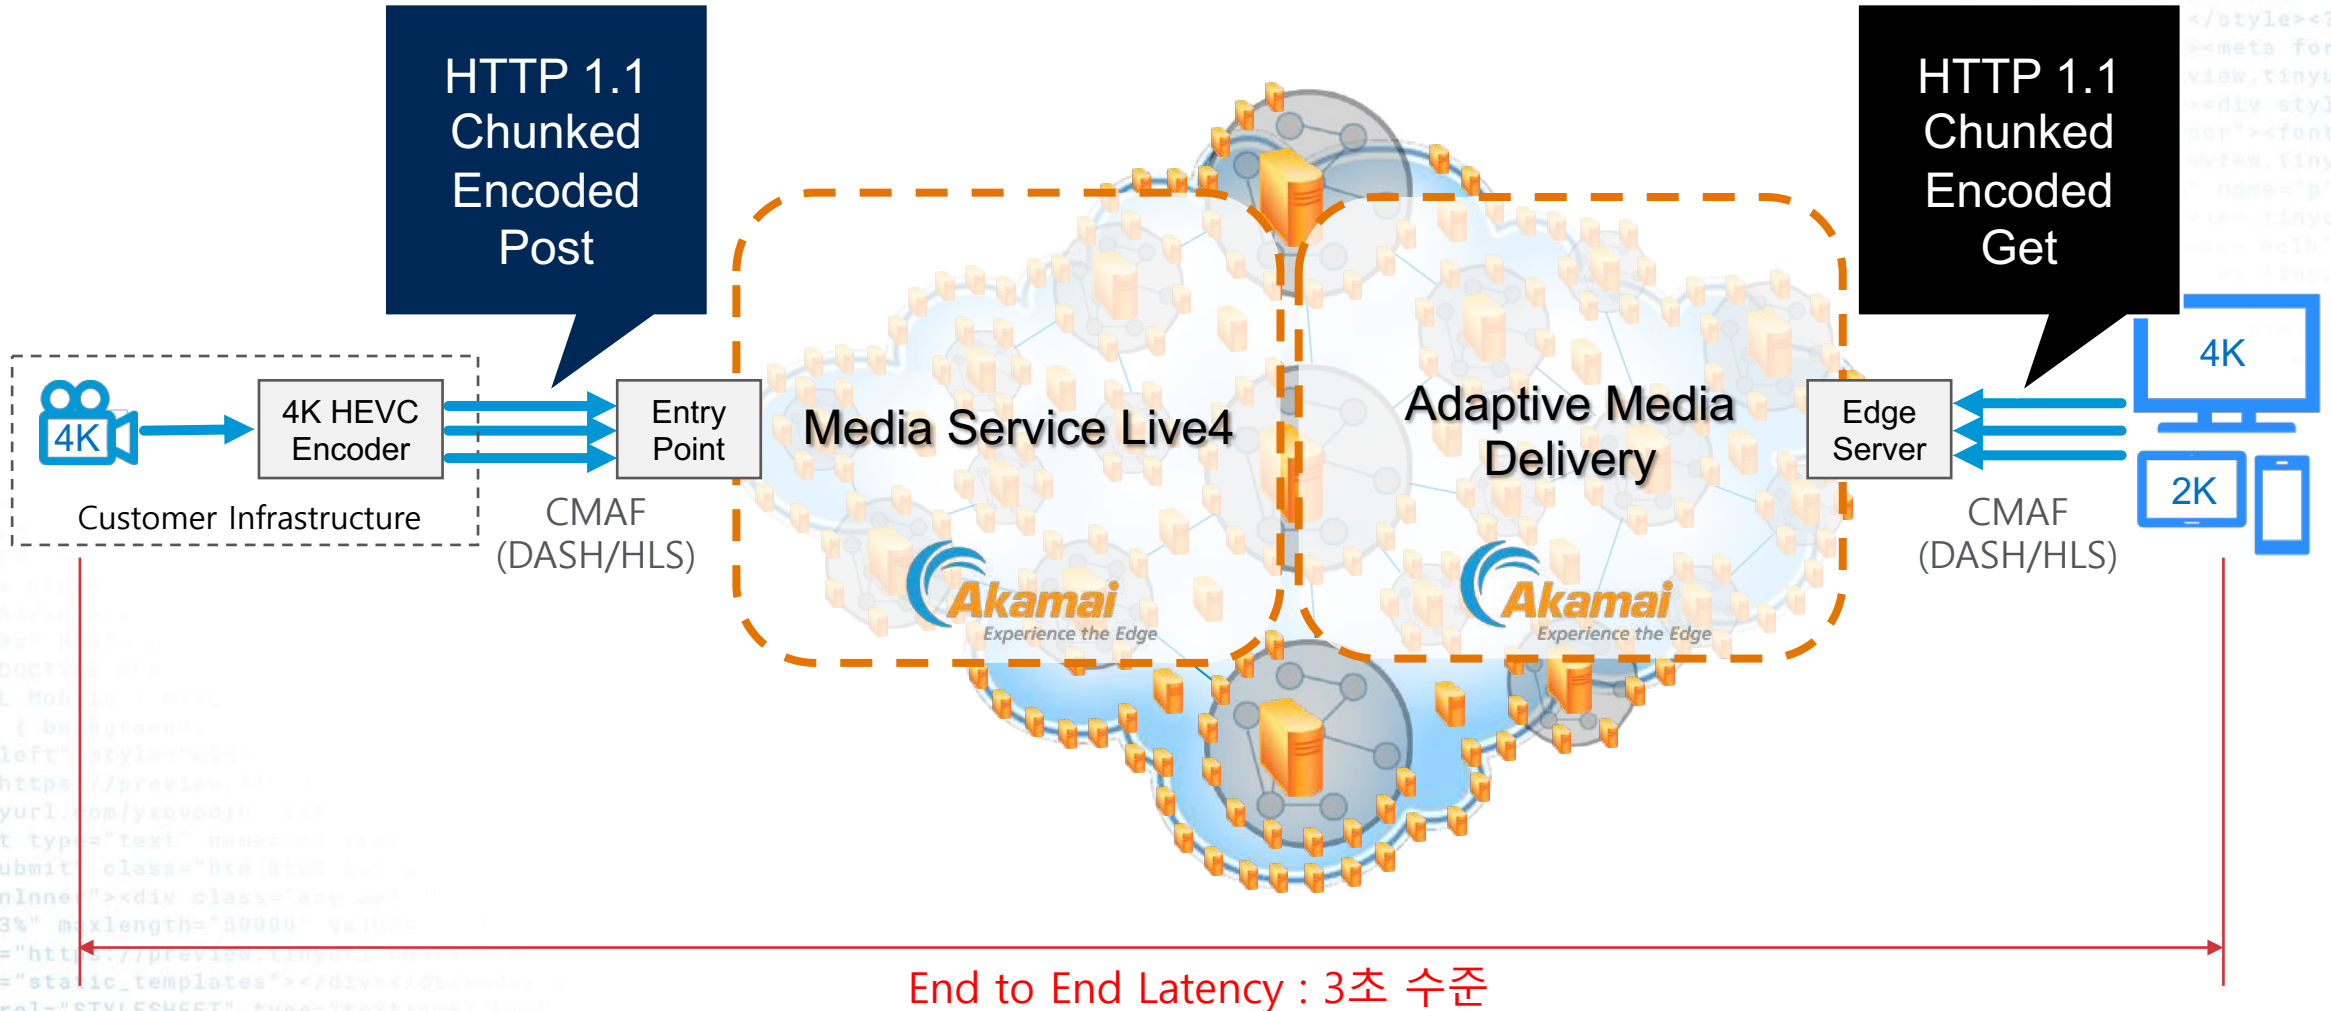 HTTP 1.1
Chunked
Encoded
Post
HTTP 1.1
Chunked
Encoded
Get
4K
4K HEVC
Encoder
Customer Infrastructure
CMAF
(DASH/HLS)
Entry
Point
Media Service Live4
Akamai
Experience the Edge
Adaptive Media
Delivery
Akamai
Experience the Edge
Edge
Server
CMAF
(DASH/HLS)
4K
2K
End to End Latency : 3초 수준